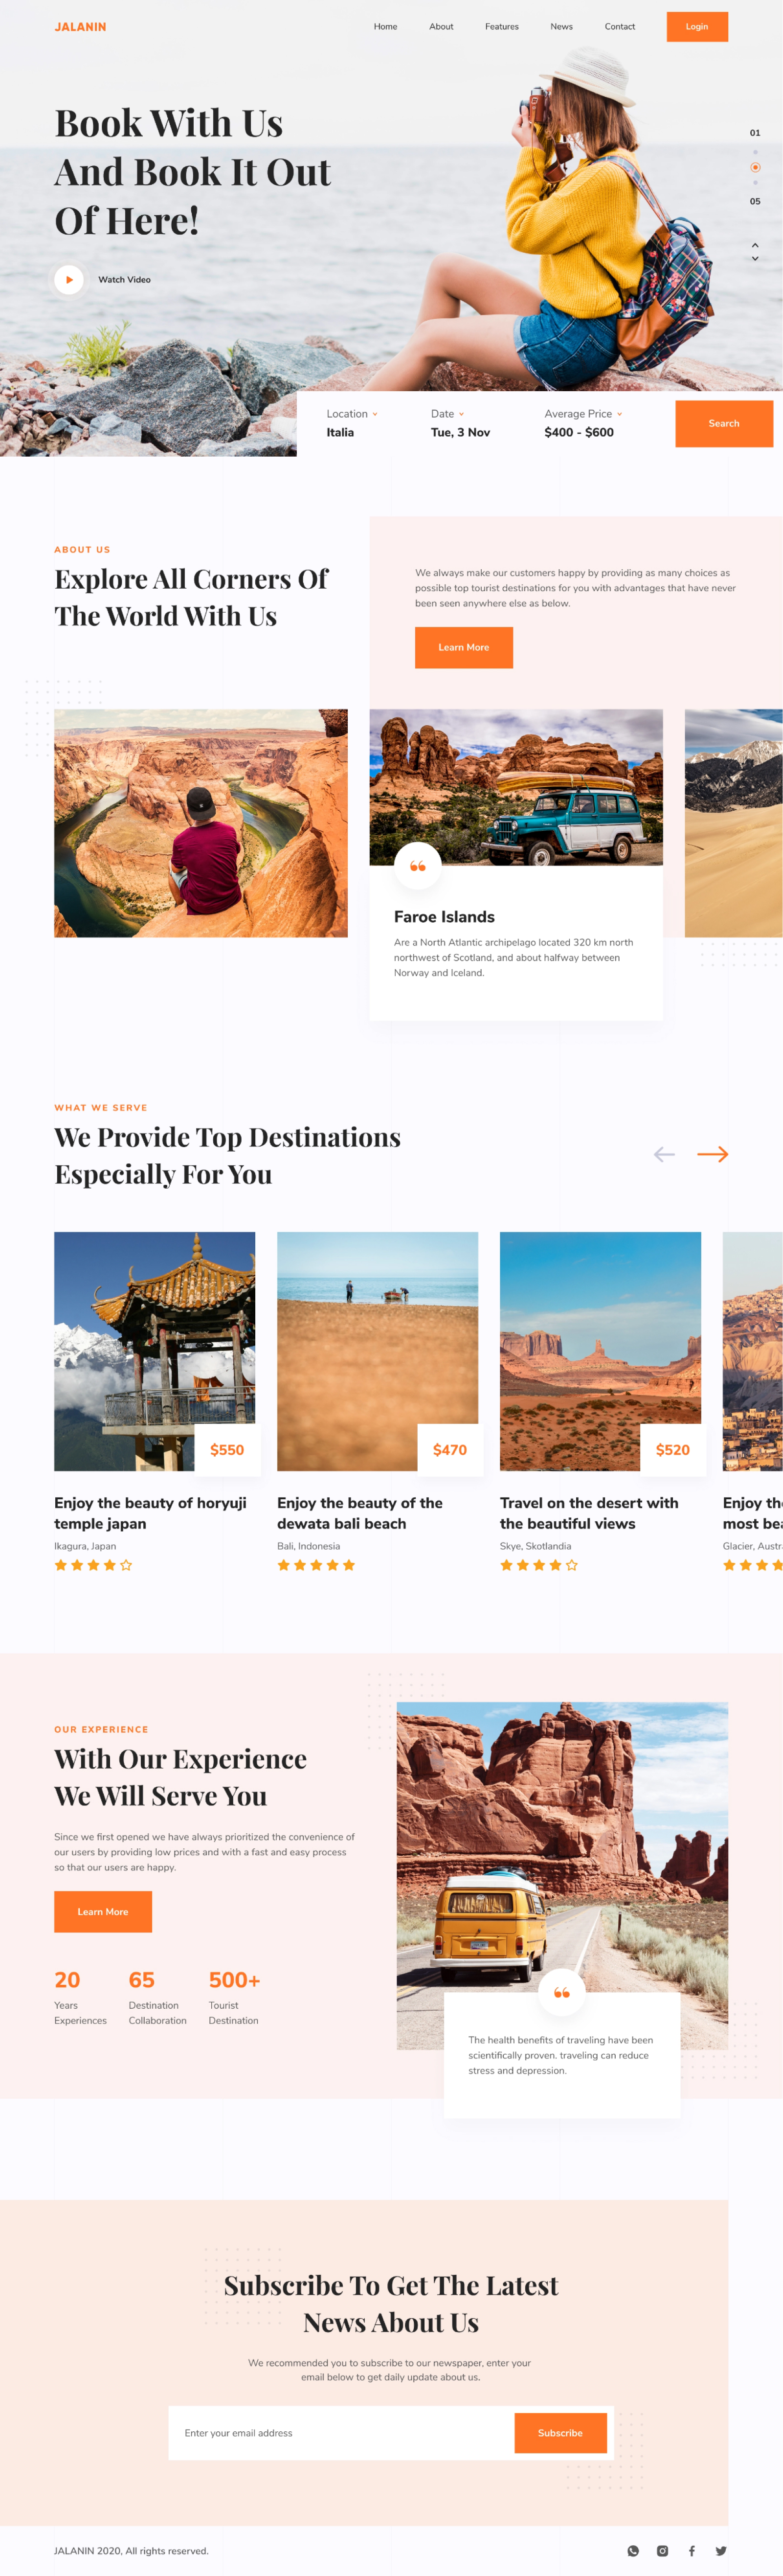 JALANIN
Home About Features News Contact Login
Book With Us
And Book It Out
Of Here!
01
05
Watch Video
Location Date Average Price
Italia Tue, 3 Nov $400 - $600
Search
ABOUT US
Explore All Corners Of
The World With Us
We always make our customers happy by providing as many choices as
possible top tourist destinations for you with advantages that have never
been seen anywhere else as below.
Learn More
Faroe Islands
Are a North Atlantic archipelago located 320 km north
northwest of Scotland, and about halfway between
Norway and Iceland.
WHAT WE SERVE
We Provide Top Destinations
Especially For You
$550
Enjoy the beauty of horyuji
temple japan
Ikagura, Japan
$470
Enjoy the beauty of the
dewata bali beach
Bali, Indonesia
$520
Travel on the desert with
the beautiful views
Skye, Skotlandia
Enjoy th
most bea
Glacier, Austr
OUR EXPERIENCE
With Our Experience
We Will Serve You
Since we first opened we have always prioritized the convenience of
our users by providing low prices and with a fast and easy process
so that our users are happy.
Learn More
20 65 500+
Years Destination Tourist
Experiences Collaboration Destination
The health benefits of traveling have been
scientifically proven. traveling can reduce
stress and depression.
Subscribe To Get The Latest
News About Us
We recommended you to subscribe to our newspaper, enter your
email below to get daily update about us.
Enter your email address
Subscribe
JALANIN 2020, All rights reserved.